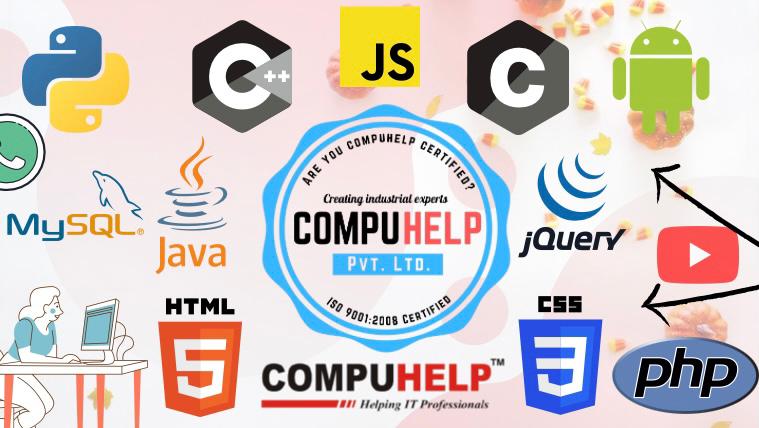 C++
JS
C
ARE YOU COMPUHELP CERTIFIED?
Creating industrial experts
COMPUHELP
PVT. LTD.
ISO 9001:2008 CERTIFIED
MySQL®
Java
jQuery
HTML
5
CSS
3
COMPUHELP™
Helping IT Professionals
php